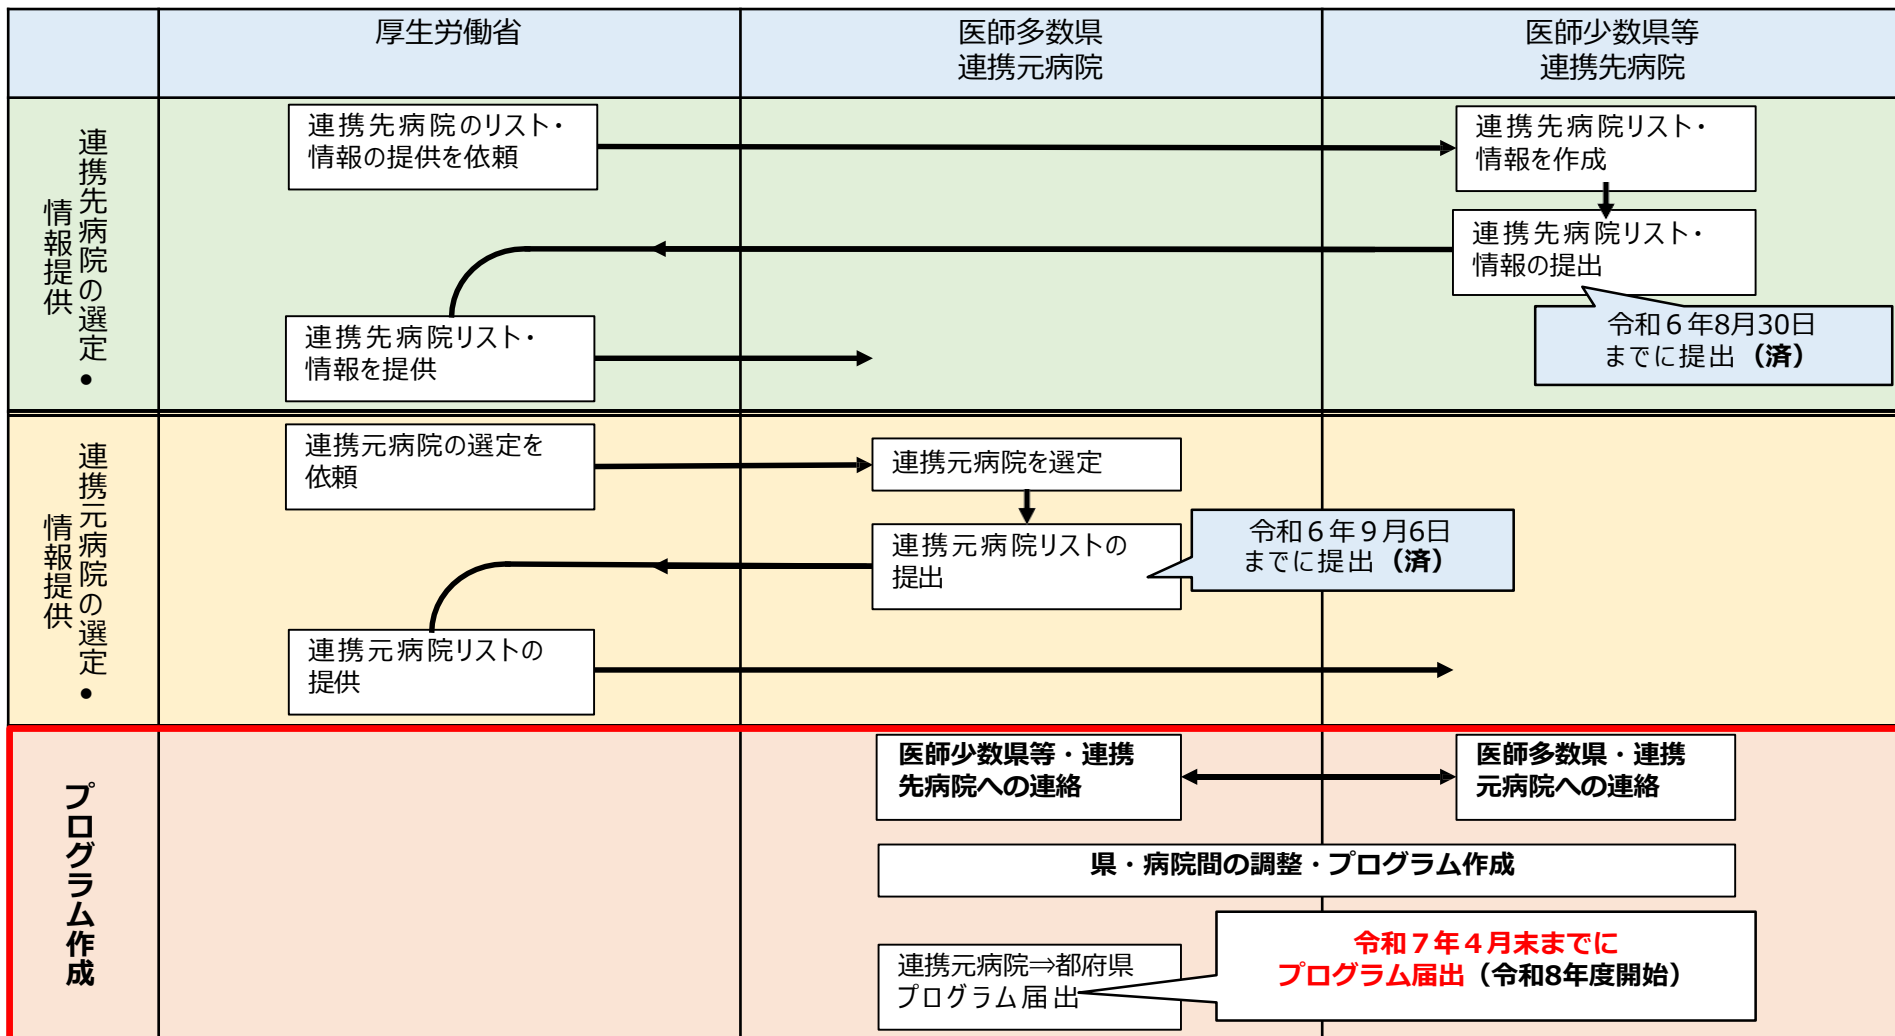 厚生労働省
医師多数県
連携元病院
医師少数県等
連携先病院
連携先病院の選定・
情報提供
連携先病院のリスト・
情報の提供を依頼
連携先病院リスト・
情報を作成
連携先病院リスト・
情報の提出
令和６年8月30日
までに提出（済）
連携先病院リスト・
情報を提供
連携元病院の選定・
情報提供
連携元病院の選定を
依頼
連携元病院を選定
連携元病院リストの
提出
令和６年９月6日
までに提出（済）
連携元病院リストの
提供
プログラム作成
医師少数県等・連携
先病院への連絡
医師多数県・連携
元病院への連絡
県・病院間の調整・プログラム作成
連携元病院⇒都府県
プログラム届出
令和７年４月末までに
プログラム届出（令和8年度開始）